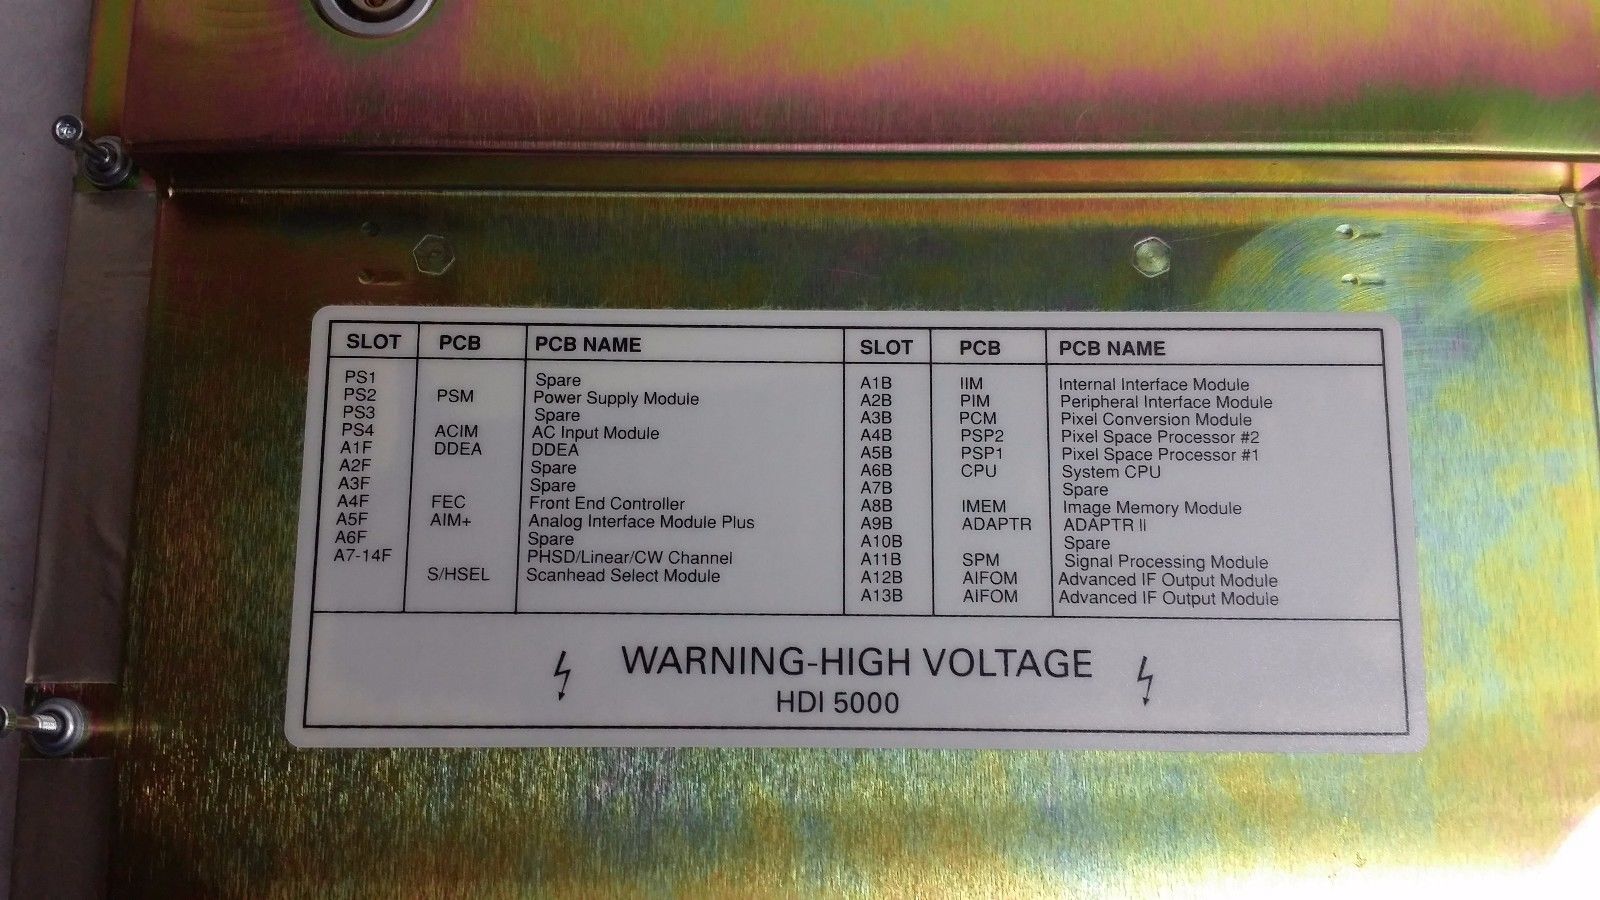 SLOT PCB PCB NAME SLOT PCB PCB NAME
PS1 Spare A1B IIM Internal Interface Module
PS2 PSM Power Supply Module A2B PIM Peripheral Interface Module
PS3 Spare A3B PCM Pixel Conversion Module
PS4 ACIM AC Input Module A4B PSP2 Pixel Space Processor #2
A1F DDEA DDEA A5B PSP1 Pixel Space Processor #1
A2F Spare A6B CPU System CPU
A3F Spare A7B Spare
A4F FEC Front End Controller A8B IMEM Image Memory Module
A5F AIM+ Analog Interface Module Plus A9B ADAPTR ADAPTR II
A6F Spare A10B Spare
A7-14F PHSD/Linear/CW Channel A11B SPM Signal Processing Module
S/HSEL Scanhead Select Module A12B AIFOM Advanced IF Output Module
A13B AIFOM Advanced IF Output Module
WARNING-HIGH VOLTAGE
HDI 5000